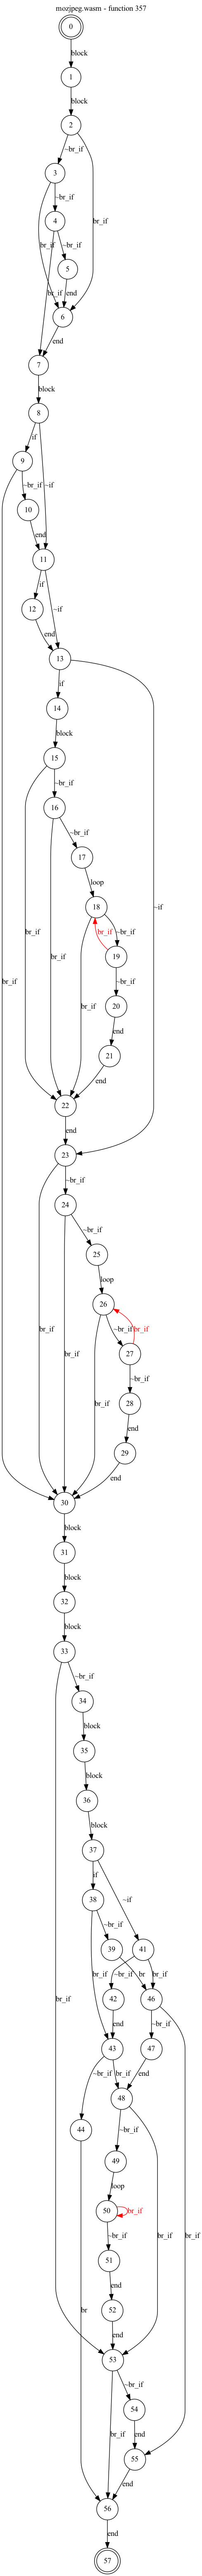 mozjpeg.wasm - function 357
0
block
1
block
2
~br_if
3
br_if
~br_if
4
br_if
br_if
~br_if
5
end
6
end
7
block
8
if
9
~if
~br_if
10
end
11
if
12
~if
end
13
if
14
~if
block
15
~br_if
16
br_if
~br_if
17
br_if
loop
18
br_if
br_if
~br_if
19
~br_if
20
end
21
end
22
end
23
br_if
~br_if
24
br_if
~br_if
25
br_if
loop
26
~br_if
br_if
br_if
27
~br_if
28
end
29
end
30
block
31
block
32
block
33
~br_if
34
block
35
block
36
block
37
if
~if
38
~br_if
39
41
br_if
br
~br_if
br_if
42
46
end
~br_if
43
47
~br_if
br_if
end
44
48
br_if
~br_if
49
loop
br_if
br_if
50
br_if
br
~br_if
51
end
52
end
53
~br_if
54
br_if
end
55
end
56
end
57